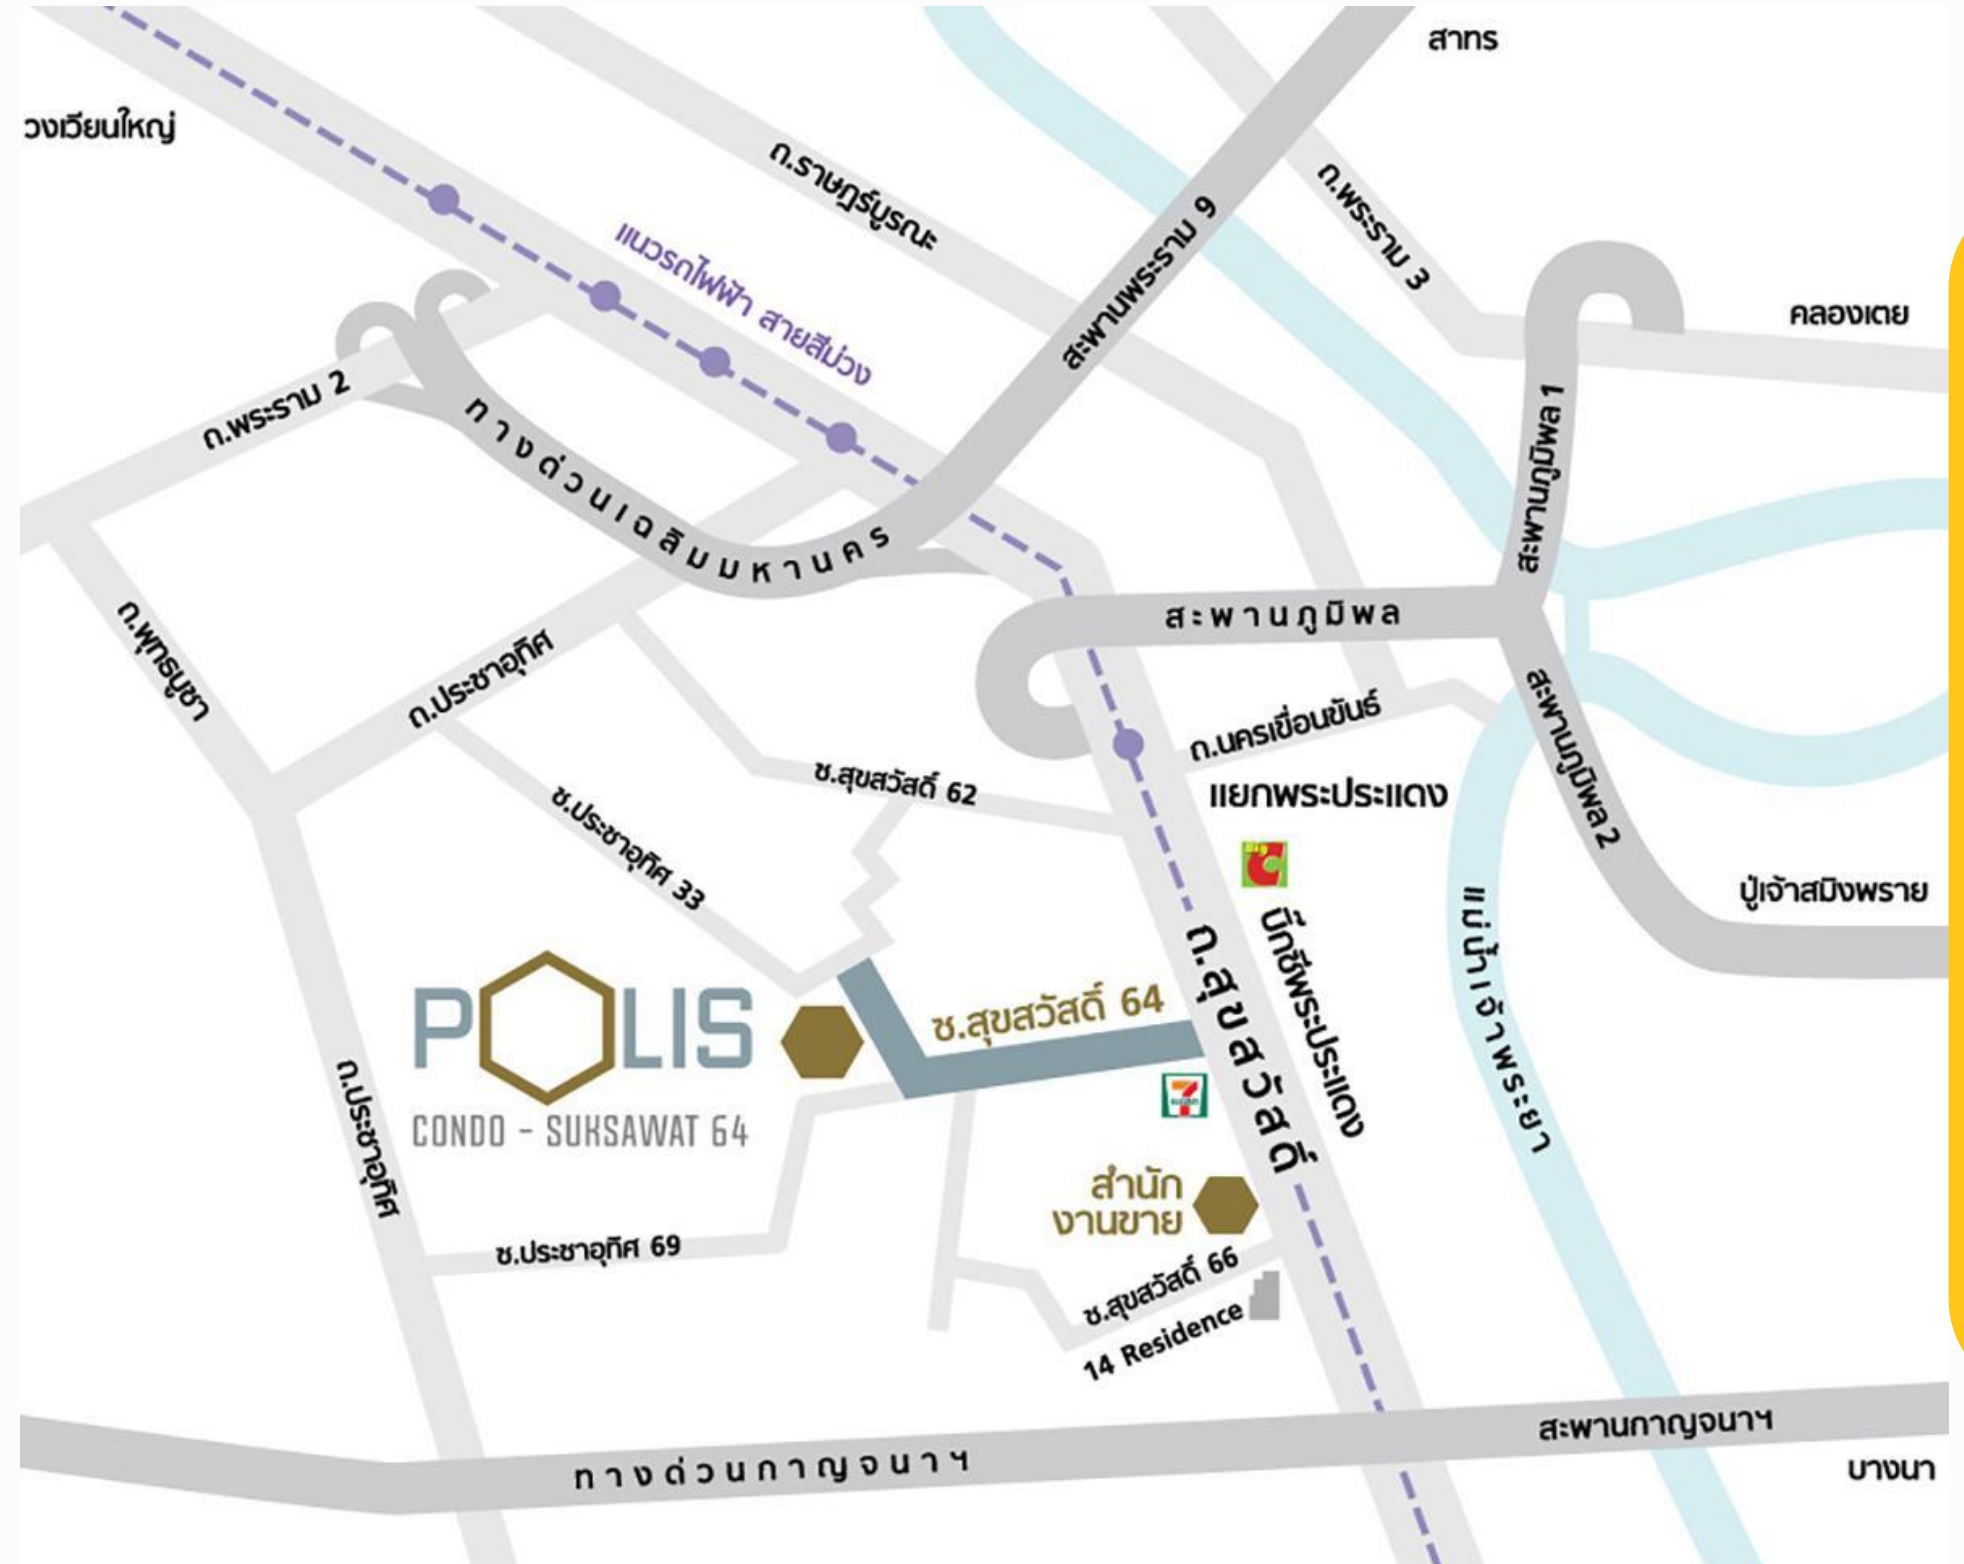 สาทร
วงเวียนใหญ่
ถ.ราษฎร์บูรณะ
ถ.พระราม 3
สะพานพระราม 9
แนวรถไฟฟ้า สายสีม่วง
คลองเตย
ถ.พระราม 2
ทางด่วนเฉลิมมหานคร
สะพานภูมิพล 1
สะพานภูมิพล
ถ.พุทธบูชา
ถ.ประชาอุทิศ
ถ.นครเขื่อนขันธ์
สะพานภูมิพล 2
ซ.สุขสวัสดิ์ 62
แยกพระประแดง
ซ.ประชาอุทิศ 33
Big C
บิ๊กซีพระประแดง
ปู่เจ้าสมิงพราย
แม่น้ำเจ้าพระยา
ถ.สุขสวัสดิ์
POLIS
CONDO - SUKSAWAT 64
ซ.สุขสวัสดิ์ 64
7
ถ.ประชาอุทิศ
สำนัก
งานขาย
ซ.ประชาอุทิศ 69
ซ.สุขสวัสดิ์ 66
14 Residence
สะพานกาญจนาฯ
ทางด่วนกาญจนาฯ
บางนา